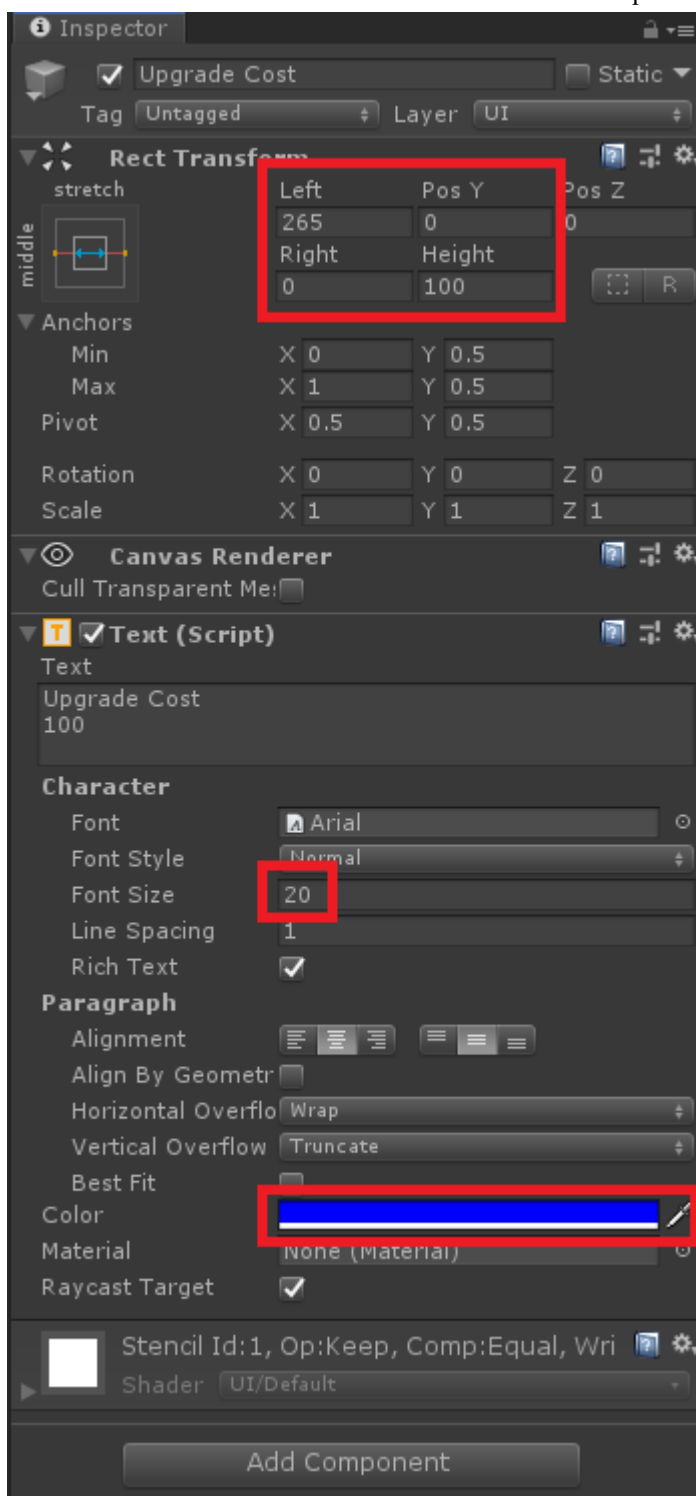 Inspector
Upgrade Cost Static
Tag Untagged Layer UI
Rect Transform
stretch Left Pos Y Pos Z
middle 265 0 0
Right Height
0 100 R
Anchors
Min X 0 Y 0.5
Max X 1 Y 0.5
Pivot X 0.5 Y 0.5
Rotation X 0 Y 0 Z 0
Scale X 1 Y 1 Z 1
Canvas Renderer
Cull Transparent Me
Text (Script)
Text
Upgrade Cost
100
Character
Font Arial
Font Style Normal
Font Size 20
Line Spacing 1
Rich Text
Paragraph
Alignment
Align By Geometr
Horizontal Overflo Wrap
Vertical Overflow Truncate
Best Fit
Color
Material None (Material)
Raycast Target
Stencil Id:1, Op:Keep, Comp:Equal, Wri
Shader UI/Default
Add Component